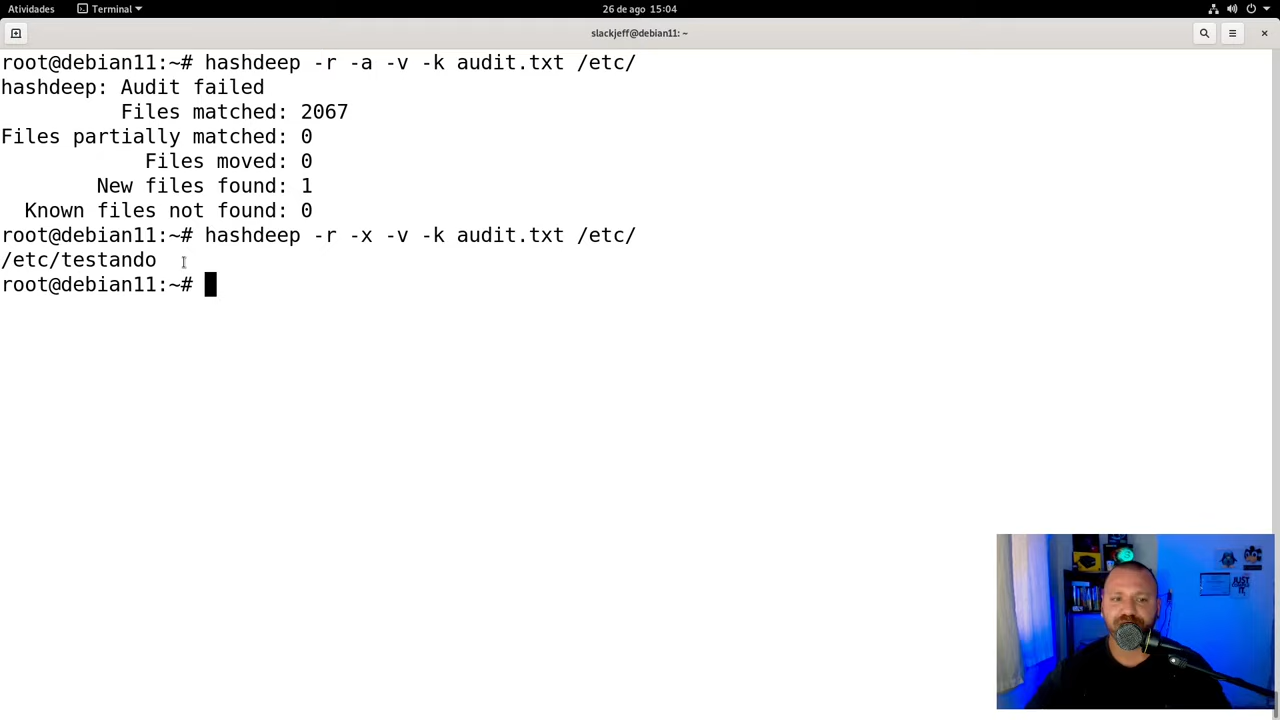 Atividades
Terminal
26 de ago 15:04
slackjeff@debian11: ~
root@debian11:~# hashdeep -r -a -v -k audit.txt /etc/
hashdeep: Audit failed
Files matched: 2067
Files partially matched: 0
Files moved: 0
New files found: 1
Known files not found: 0
root@debian11:~# hashdeep -r -x -v -k audit.txt /etc/
/etc/testando
root@debian11:~#
JUST